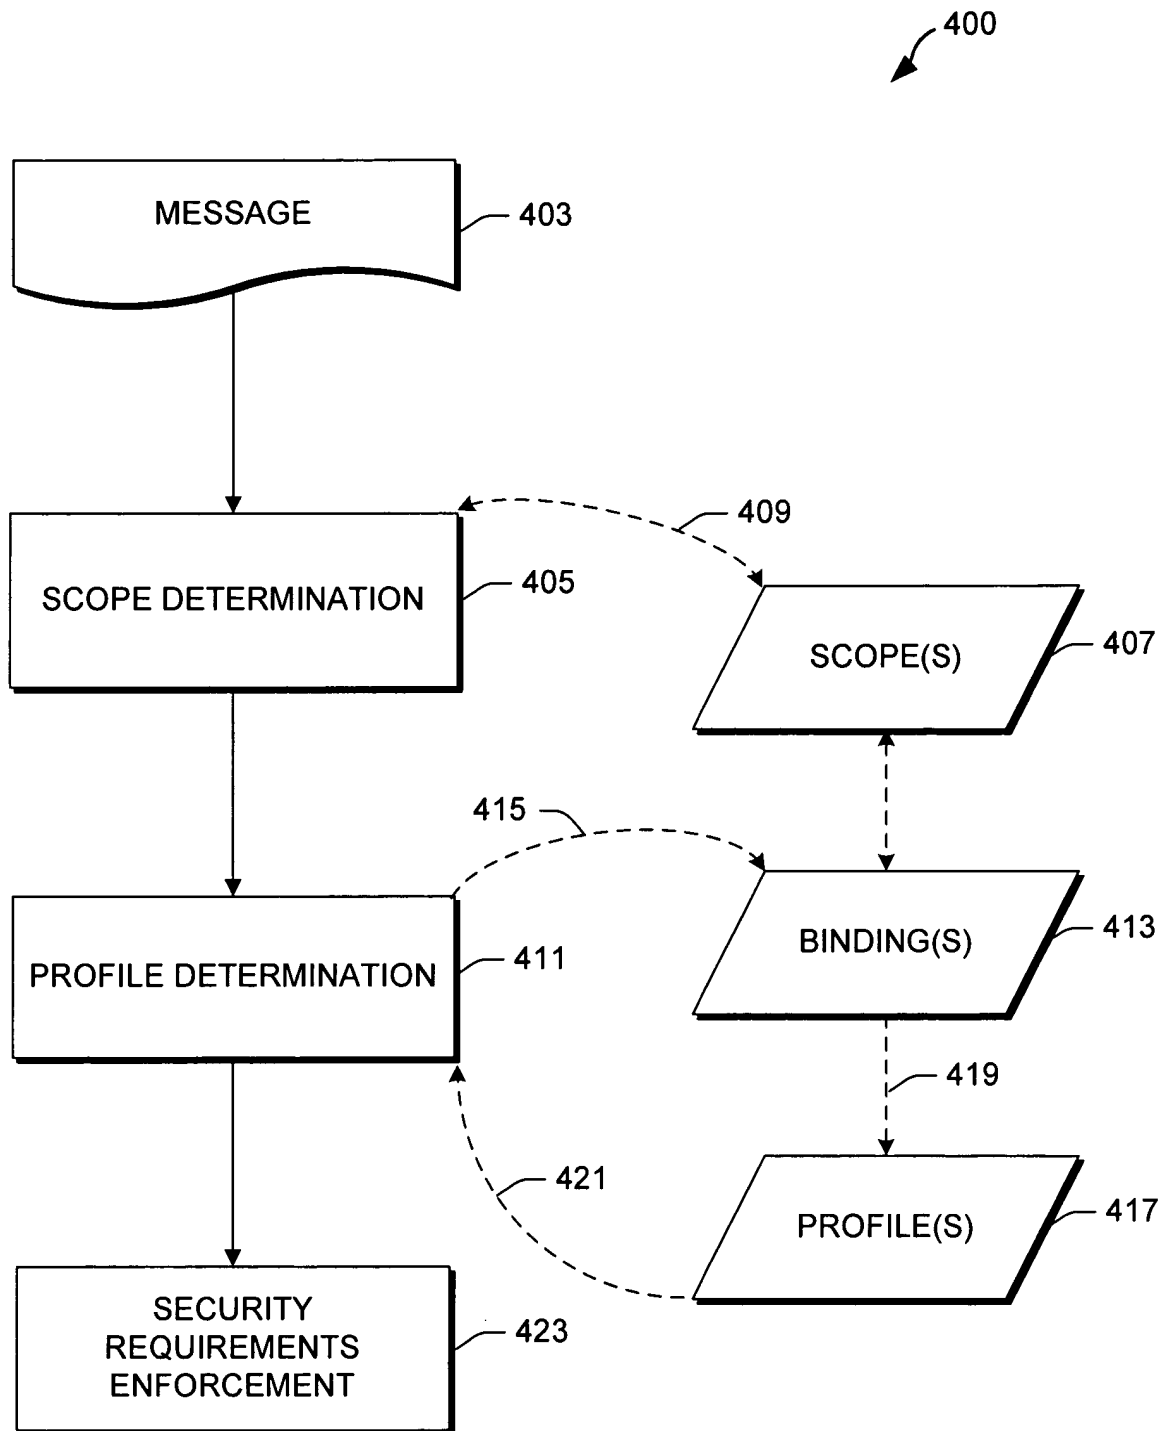 400
MESSAGE
403
409
SCOPE DETERMINATION
405
SCOPE(S)
407
415
PROFILE DETERMINATION
411
BINDING(S)
413
419
421
PROFILE(S)
417
SECURITY
REQUIREMENTS
ENFORCEMENT
423